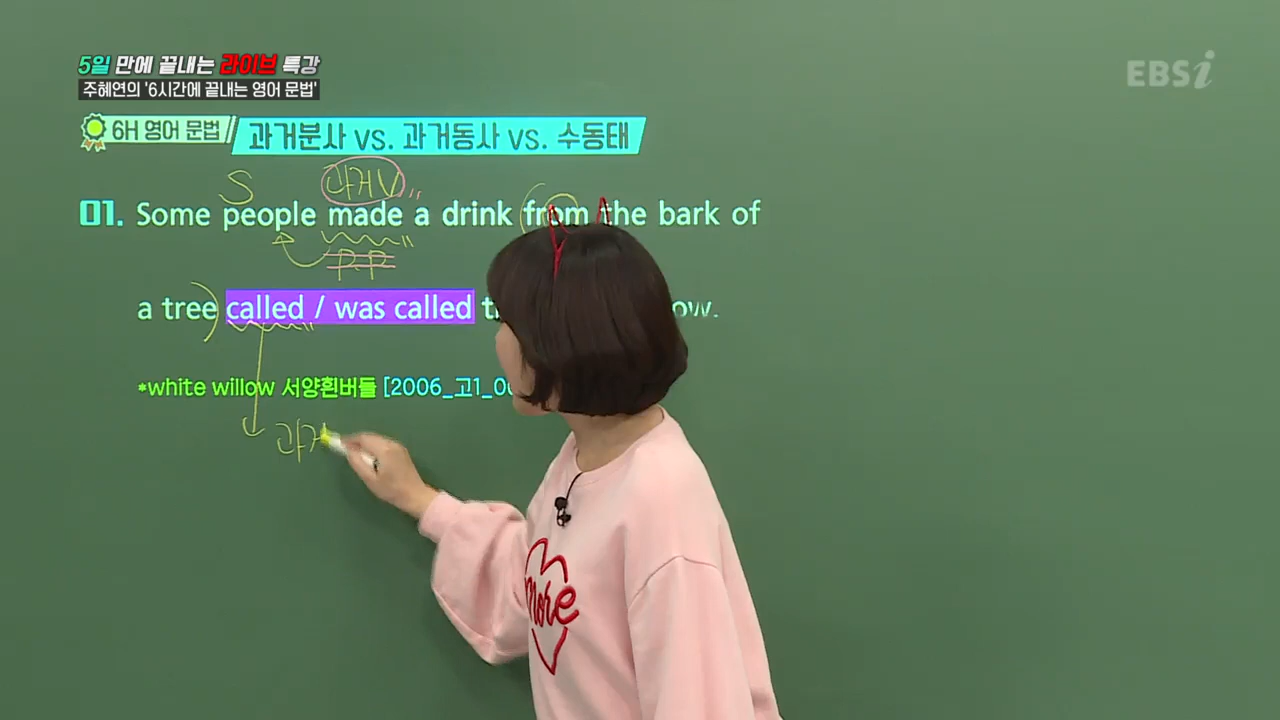 5일 만에 끝내는 라이브 특강
주혜연의 '6시간에 끝내는 영어 문법'
EBSi
6H 영어 문법 과거분사 vs. 과거동사 vs. 수동태
S 과거V
01. Some people made a drink from the bark of
P.P
a tree called / was called
*white willow 서양흰버들 [2006_고1_
과거
More